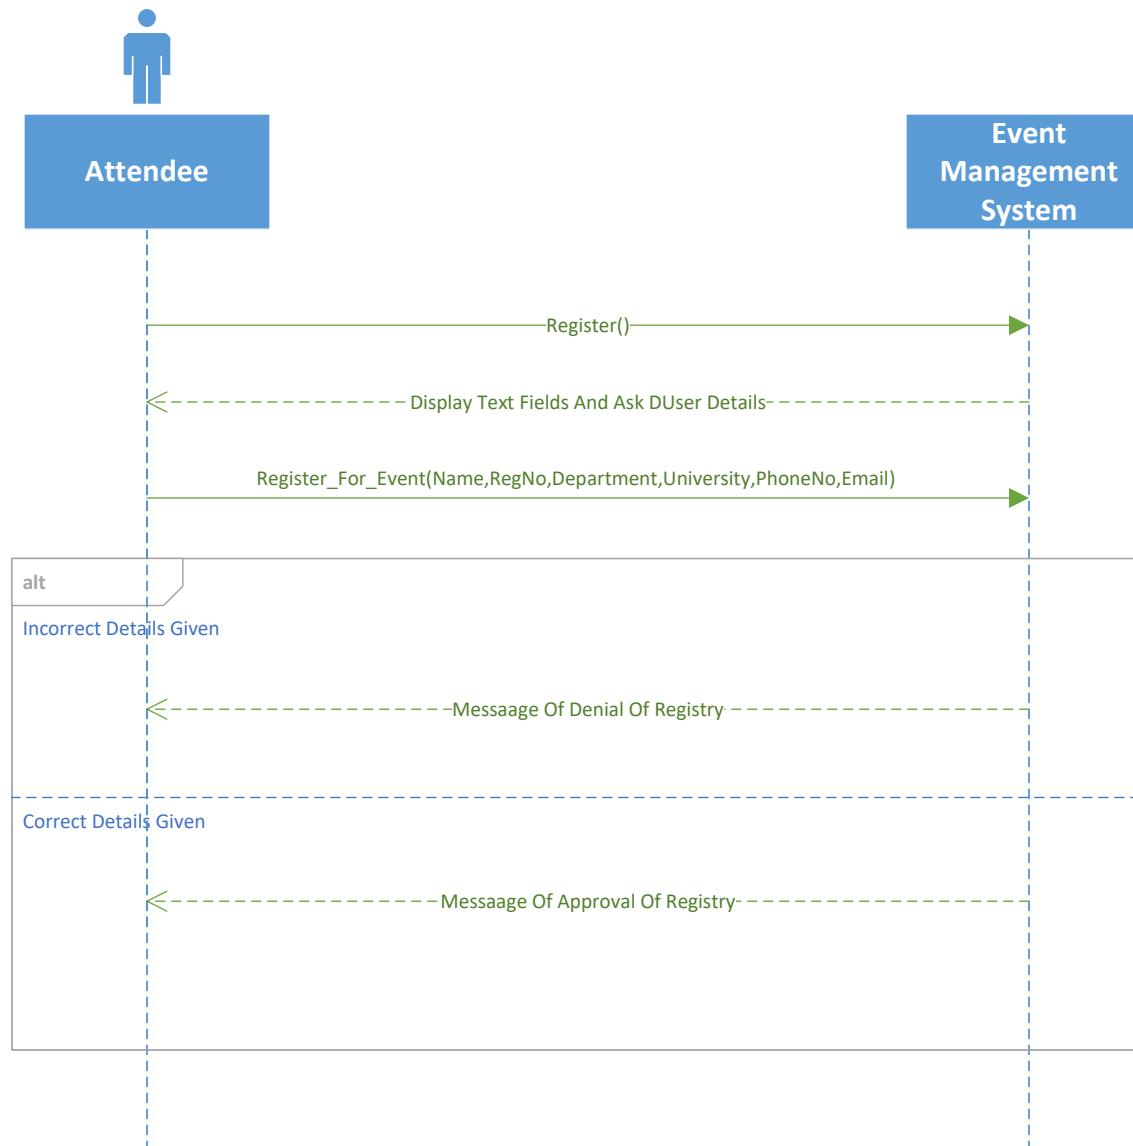 Attendee
Event
Management
System
Register()
Display Text Fields And Ask DUser Details
Register_For_Event(Name,RegNo,Department,University,PhoneNo,Email)
alt
Incorrect Details Given
Messaage Of Denial Of Registry
Correct Details Given
Messaage Of Approval Of Registry